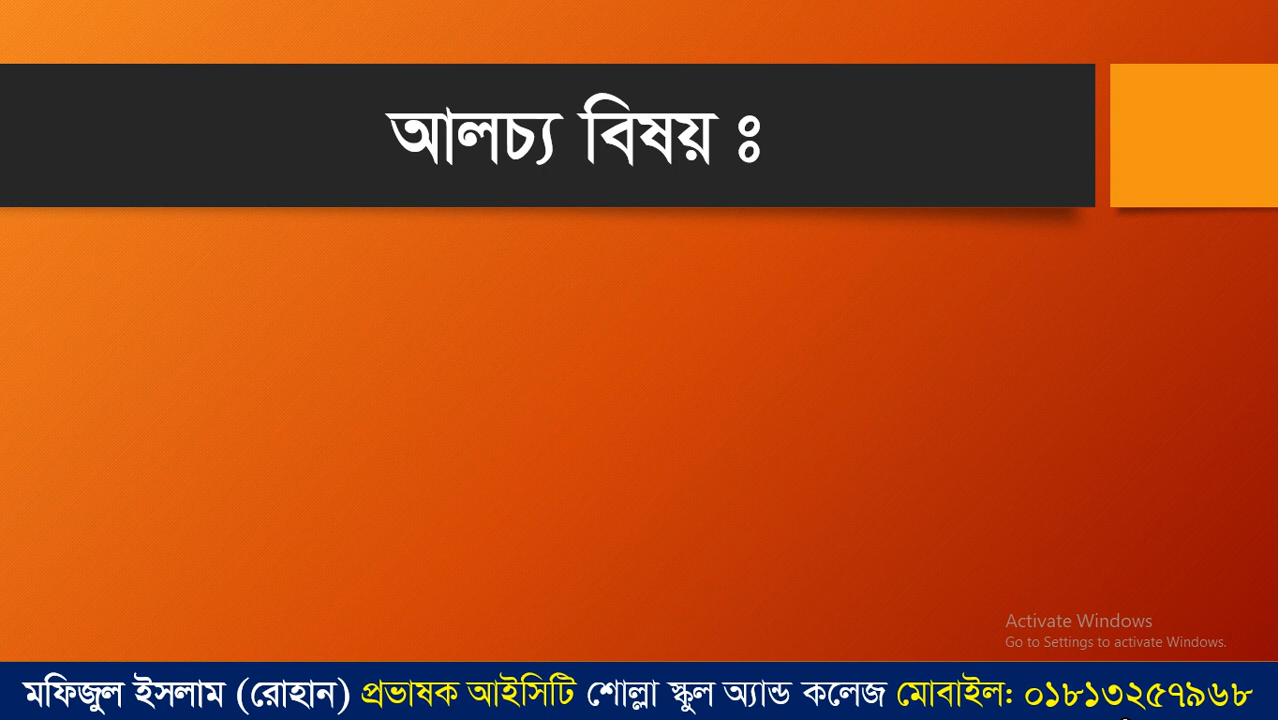 আলচ্য বিষয় ঃ
Activate Windows
Go to Settings to activate Windows.
মফিজুল ইসলাম (রোহান) প্রভাষক আইসিটি শোল্লা স্কুল অ্যান্ড কলেজ মোবাইল: ০১৮১৩২৫৭৯৬৮